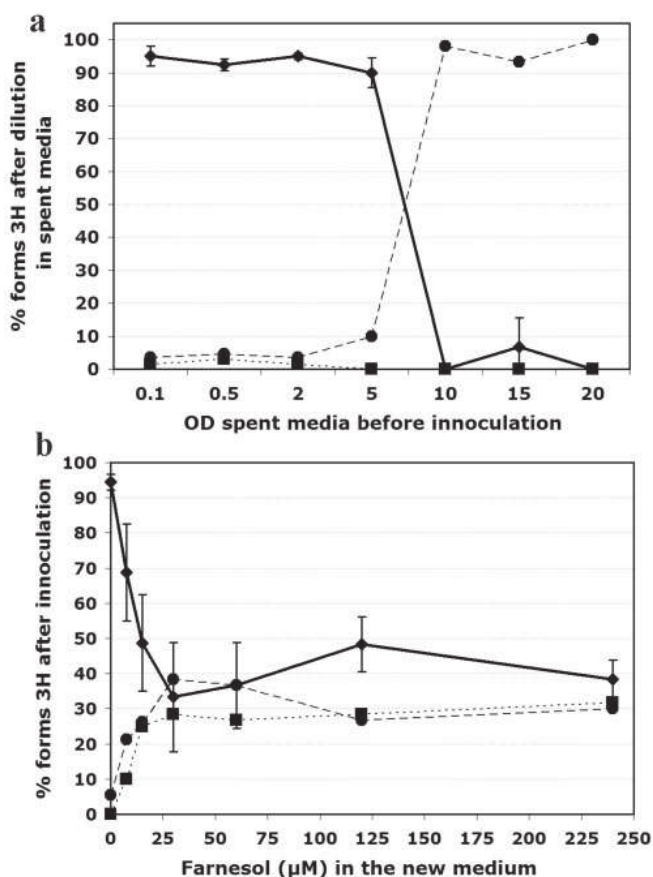 a
100
90
80
70
60
50
40
30
20
10
0
% forms 3H after dilution
in spent media
0.1 0.5 2 5 10 15 20
OD spent media before innoculation
b
100
90
80
70
60
50
40
30
20
10
0
% forms 3H after innoculation
0 25 50 75 100 125 150 175 200 225 250
Farnesol (µM) in the new medium